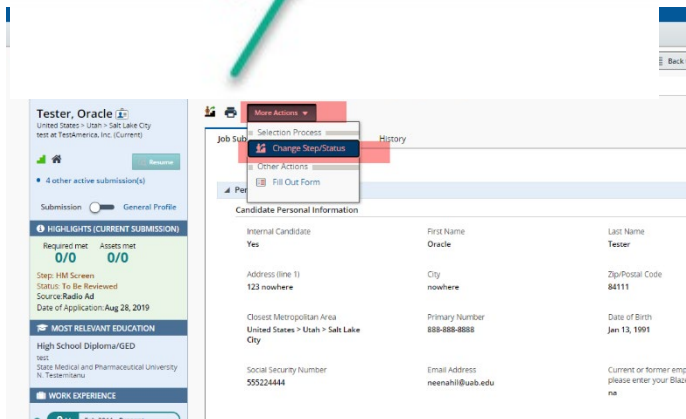 Back
Tester, Oracle
United States > Utah > Salt Lake City
test at TestAmerica, Inc. (Current)
Resume
4 other active submission(s)
Submission General Profile
HIGHLIGHTS (CURRENT SUBMISSION)
Required met Assets met
0/0 0/0
Step: HM Screen
Status: To Be Reviewed
Source:Radio Ad
Date of Application: Aug 28, 2019
MOST RELEVANT EDUCATION
High School Diploma/GED
test
State Medical and Pharmaceutical University
N. Testemitanu
WORK EXPERIENCE
More Actions
Job Sub
History
Selection Process
Change Step/Status
Other Actions
Fill Out Form
Per
Candidate Personal Information
Internal Candidate First Name Last Name
Yes Oracle Tester
Address (line 1) City Zip/Postal Code
123 nowhere nowhere 84111
Closest Metropolitan Area Primary Number Date of Birth
United States > Utah > Salt Lake 888-888-8888 Jan 13, 1991
City
Social Security Number Email Address Current or former emp
555224444 neenahil@uab.edu please enter your Blaze
na